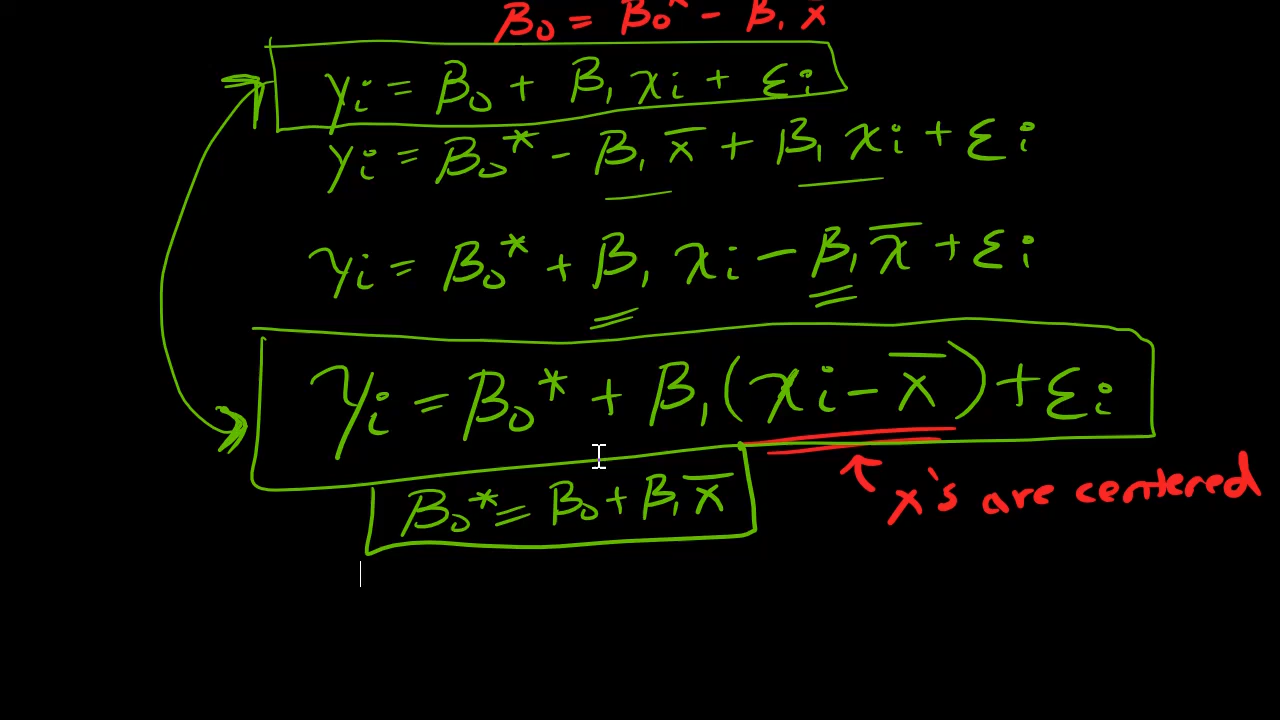 β₀ = β₀* - β₁ x̄
yᵢ = β₀ + β₁ xᵢ + εᵢ
yᵢ = β₀* - β₁ x̄ + β₁ xᵢ + εᵢ
yᵢ = β₀* + β₁ xᵢ - β₁ x̄ + εᵢ
yᵢ = β₀* + β₁ (xᵢ - x̄) + εᵢ
β₀* = β₀ + β₁ x̄
x's are centered